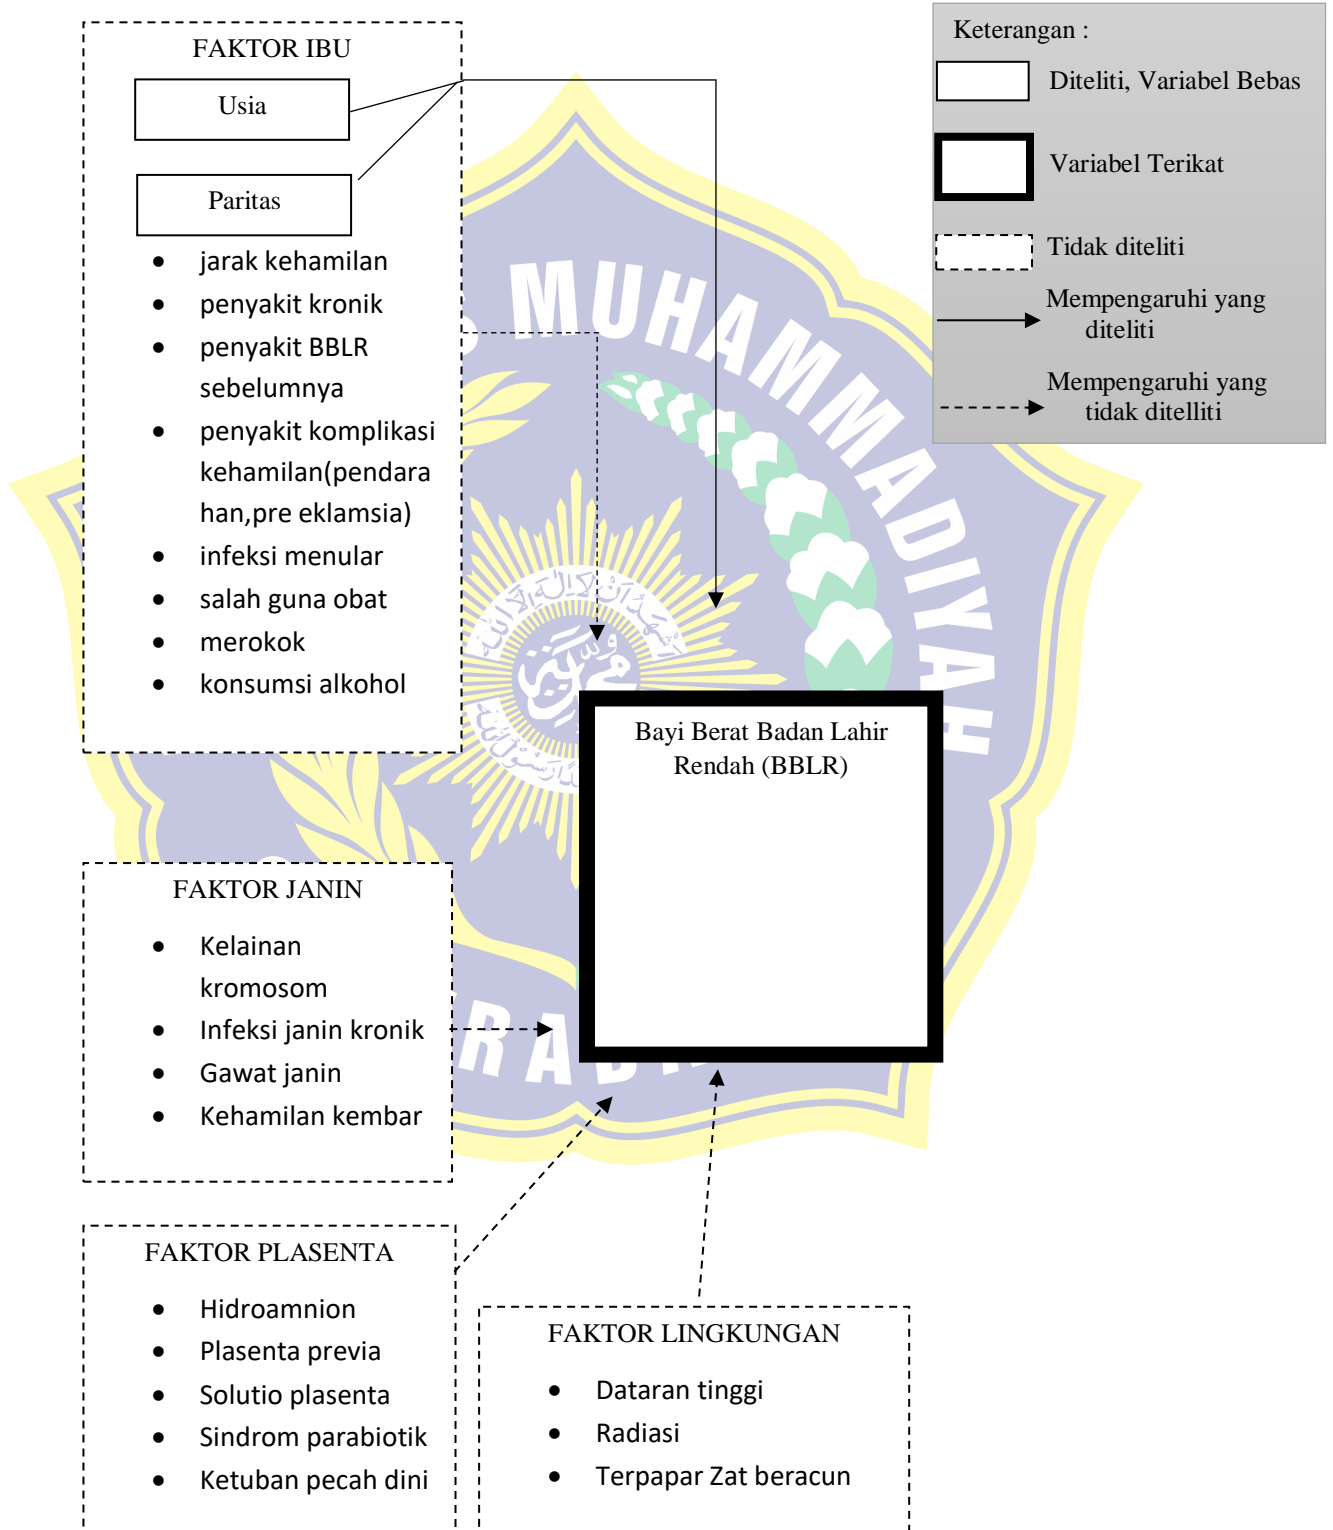 FAKTOR IBU
Usia
Paritas
• jarak kehamilan
• penyakit kronik
• penyakit BBLR
sebelumnya
• penyakit komplikasi
kehamilan(pendara
han,pre eklamsia)
• infeksi menular
• salah guna obat
• merokok
• konsumsi alkohol
Keterangan :
Diteliti, Variabel Bebas
Variabel Terikat
Tidak diteliti
Mempengaruhi yang
diteliti
Mempengaruhi yang
tidak ditelliti
S MUHAMMADIYAH
Bayi Berat Badan Lahir
Rendah (BBLR)
FAKTOR JANIN
• Kelainan
kromosom
• Infeksi janin kronik
• Gawat janin
• Kehamilan kembar
RAB
FAKTOR PLASENTA
• Hidroamnion
• Plasenta previa
• Solutio plasenta
• Sindrom parabiotik
• Ketuban pecah dini
FAKTOR LINGKUNGAN
• Dataran tinggi
• Radiasi
• Terpapar Zat beracun